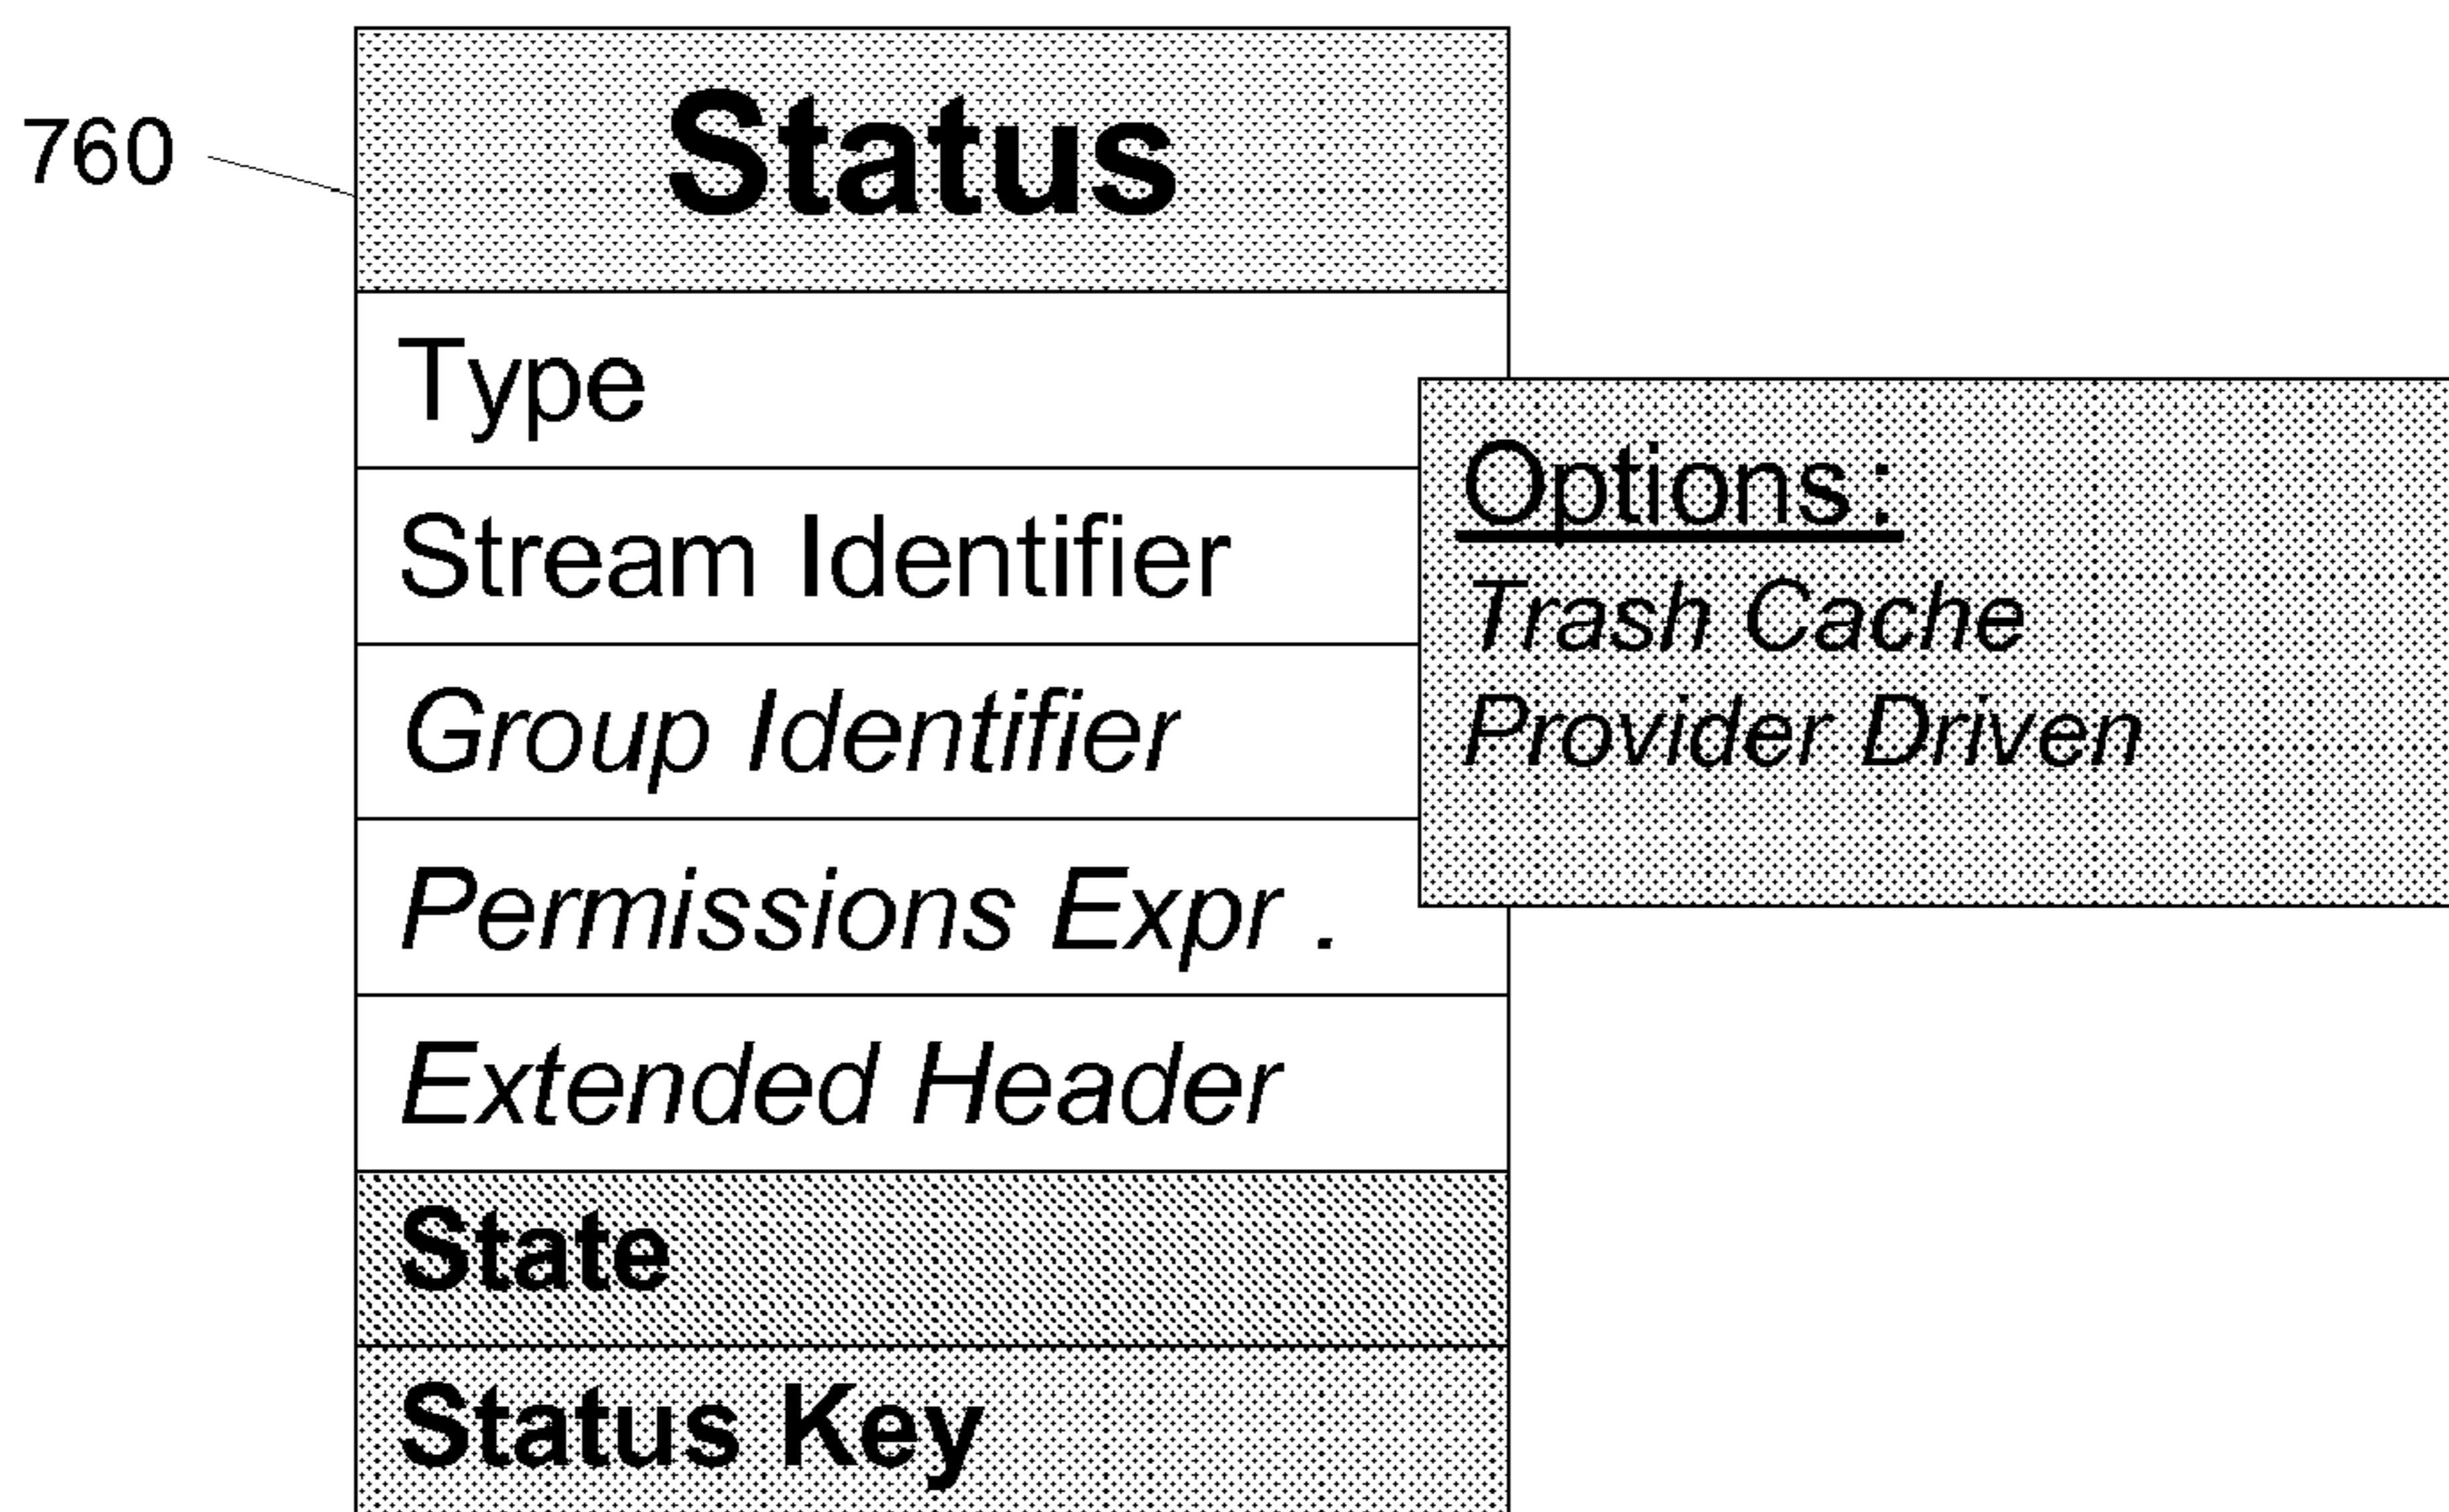 760
Status
Type
Stream Identifier
Group Identifier
Permissions Expr .
Extended Header
State
Status Key
Options:
Trash Cache
Provider Driven